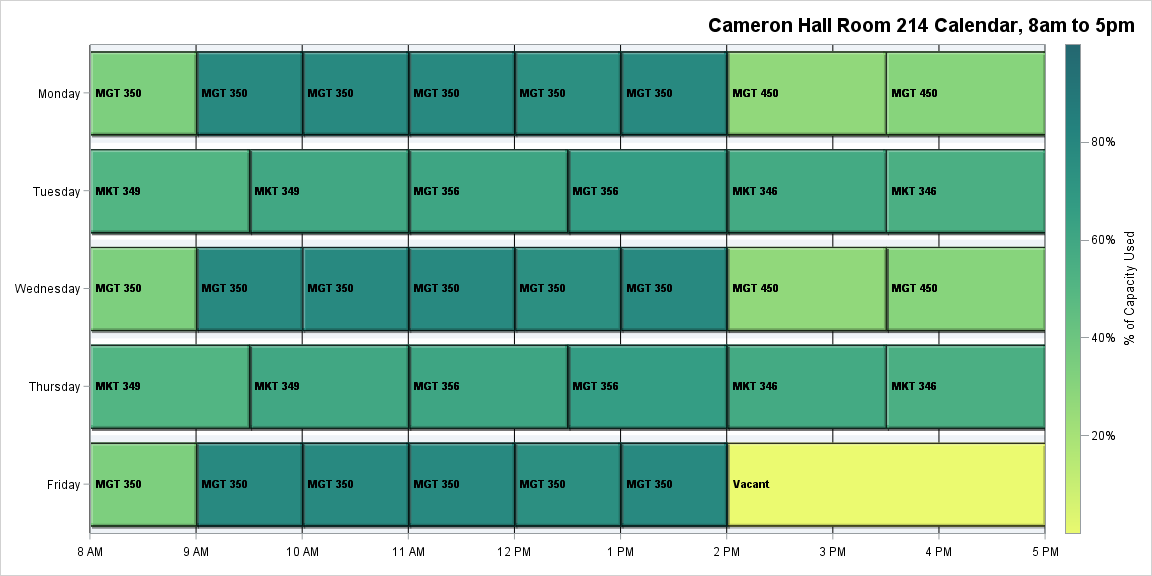 Cameron Hall Room 214 Calendar, 8am to 5pm
Monday MGT 350 MGT 350 MGT 350 MGT 350 MGT 350 MGT 350 MGT 450 MGT 450
80%
Tuesday MKT 349 MKT 349 MGT 356 MGT 356 MKT 346 MKT 346
60%
% of Capacity Used
Wednesday MGT 350 MGT 350 MGT 350 MGT 350 MGT 350 MGT 350 MGT 450 MGT 450
40%
Thursday MKT 349 MKT 349 MGT 356 MGT 356 MKT 346 MKT 346
20%
Friday MGT 350 MGT 350 MGT 350 MGT 350 MGT 350 MGT 350 Vacant
8 AM 9 AM 10 AM 11 AM 12 PM 1 PM 2 PM 3 PM 4 PM 5 PM